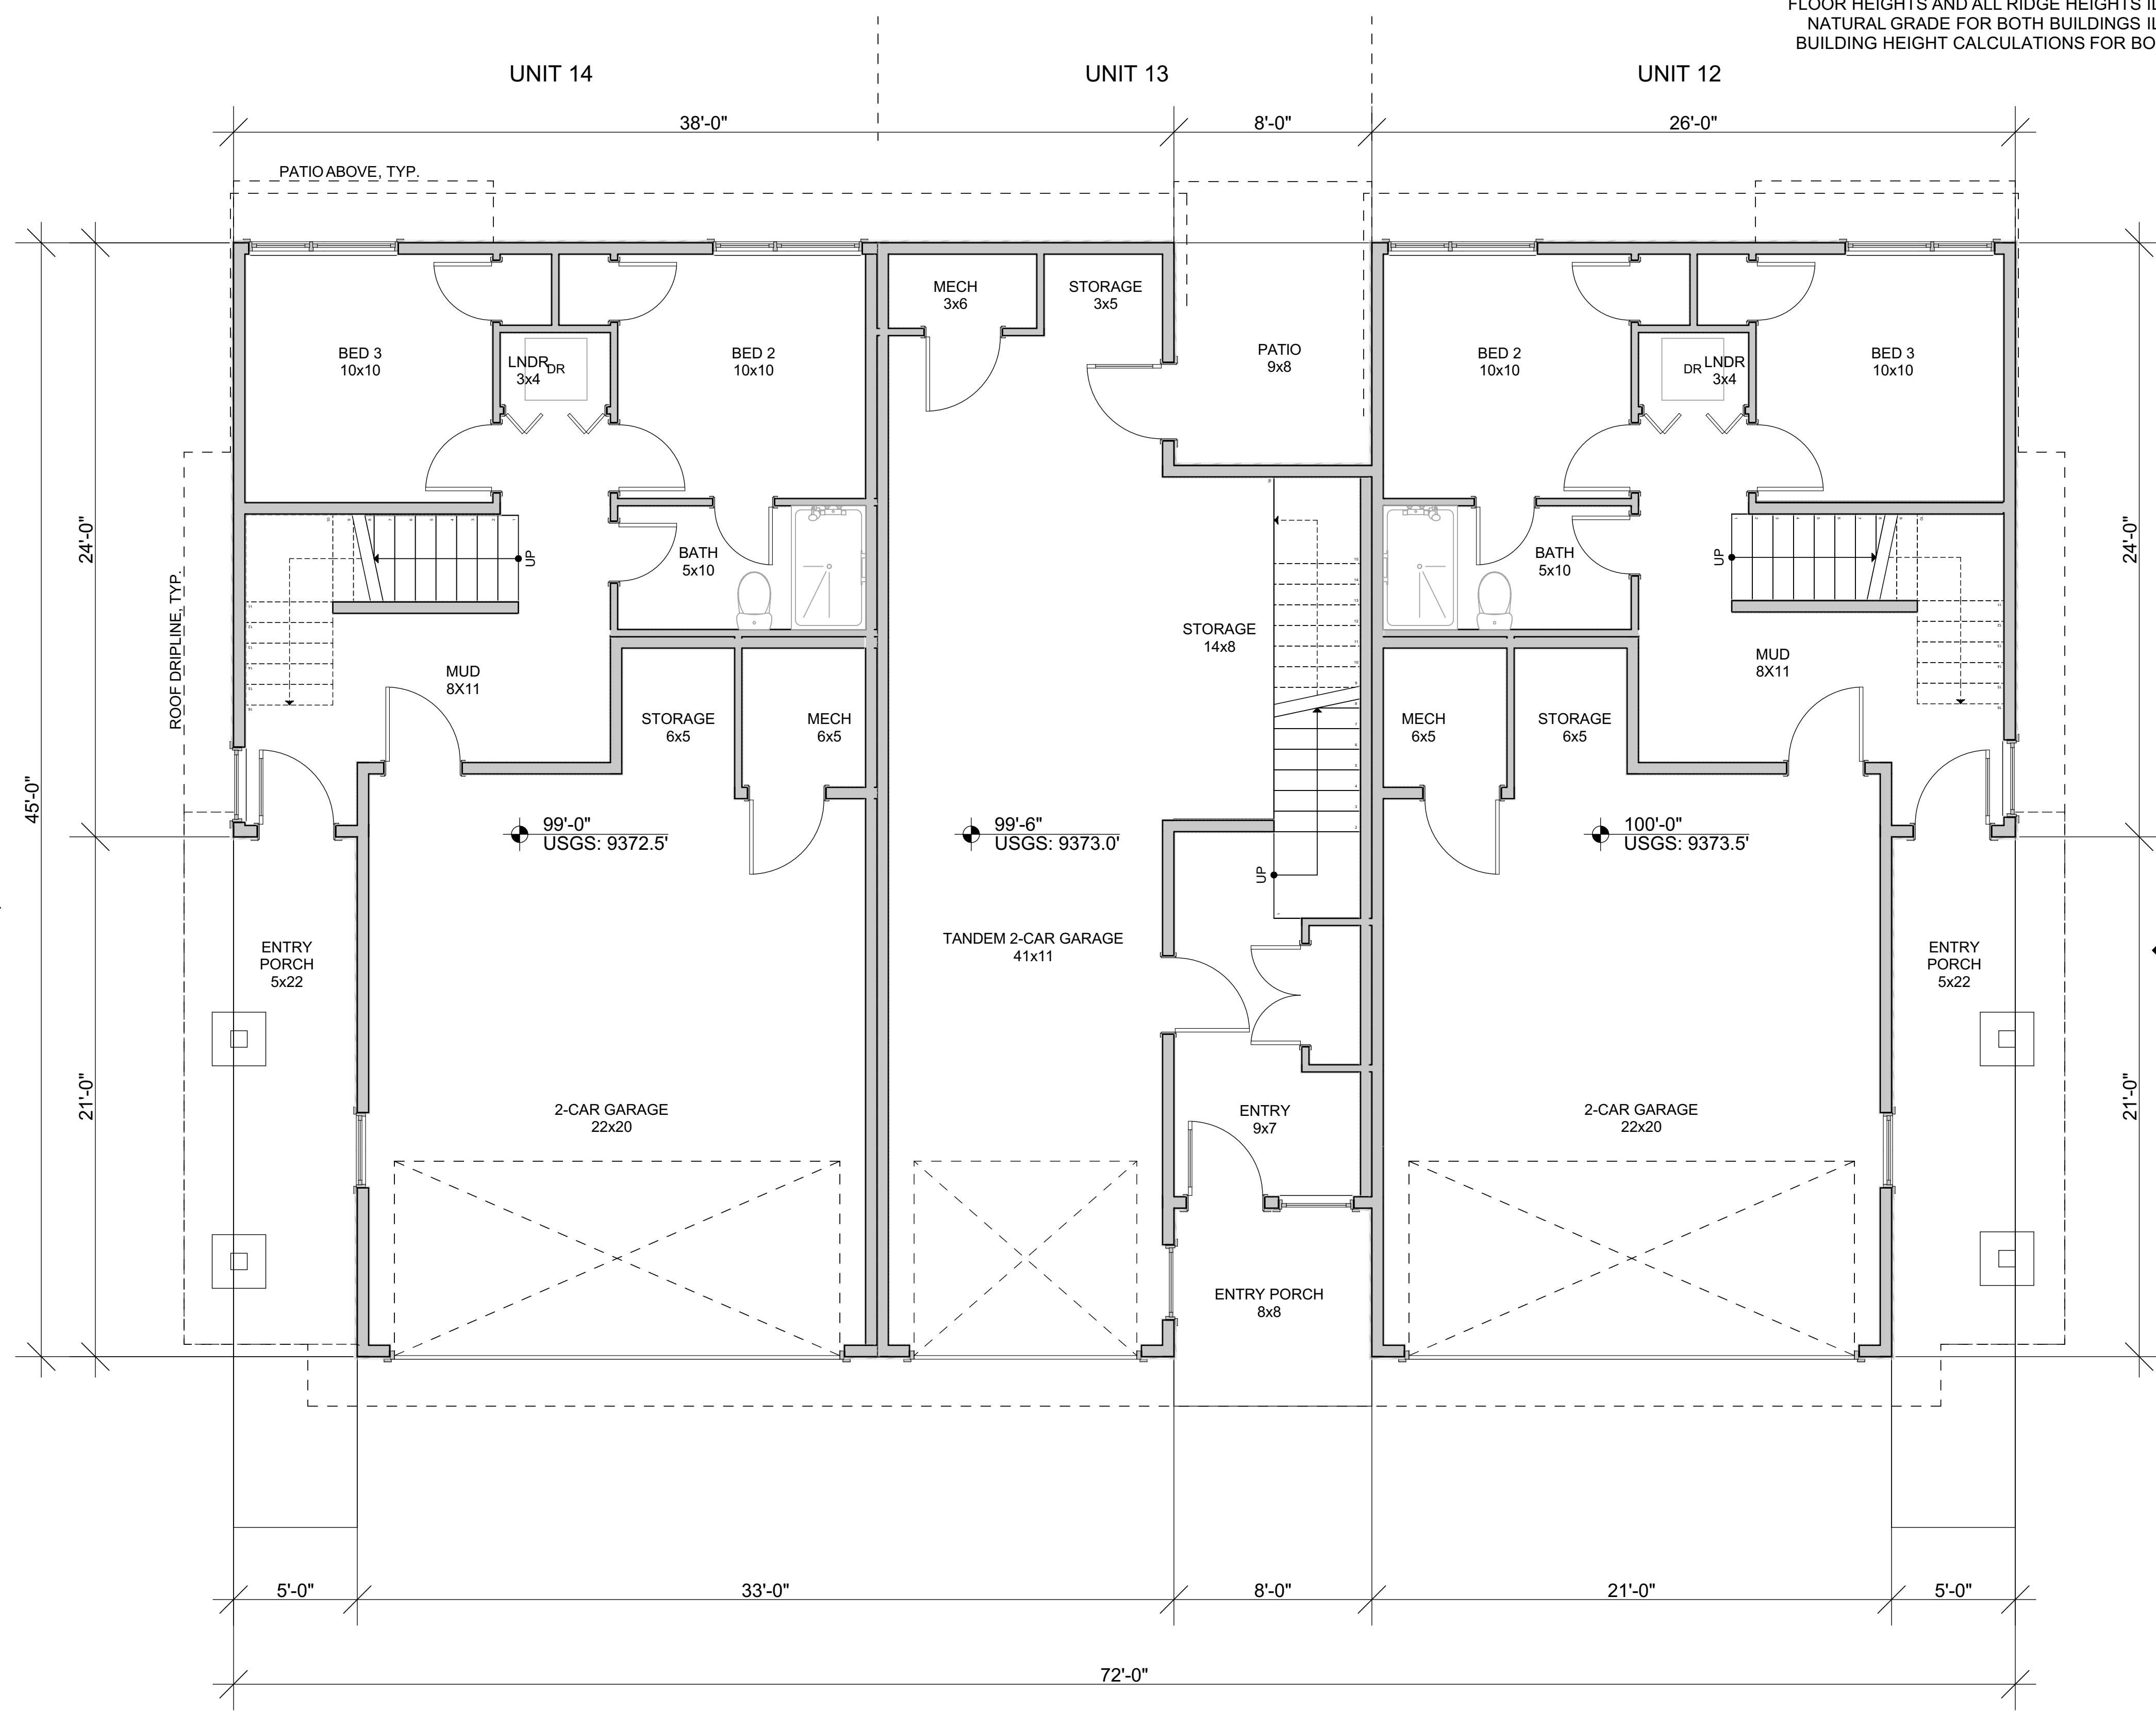 FLOOR HEIGHTS AND ALL RIDGE HEIGHTS
NATURAL GRADE FOR BOTH BUILDINGS
BUILDING HEIGHT CALCULATIONS FOR
UNIT 14
UNIT 13
UNIT 12
38'-0"
8'-0"
26'-0"
PATIO ABOVE, TYP.
MECH
3x6
STORAGE
3x5
BED 3
10x10
LNDR
3x4
DR
BED 2
10x10
PATIO
9x8
BED 2
10x10
DR
LNDR
3x4
BED 3
10x10
24'-0"
UP
BATH
5x10
BATH
5x10
UP
24'-0"
ROOF DRIPLINE, TYP.
STORAGE
14x8
MUD
8X11
MUD
8X11
STORAGE
6x5
MECH
6x5
MECH
6x5
STORAGE
6x5
45'-0"
99'-0"
USGS: 9372.5'
99'-6"
USGS: 9373.0'
100'-0"
USGS: 9373.5'
UP
ENTRY
PORCH
5x22
TANDEM 2-CAR GARAGE
41x11
ENTRY
PORCH
5x22
21'-0"
2-CAR GARAGE
22x20
ENTRY
9x7
2-CAR GARAGE
22x20
21'-0"
ENTRY PORCH
8x8
5'-0"
33'-0"
8'-0"
21'-0"
5'-0"
72'-0"